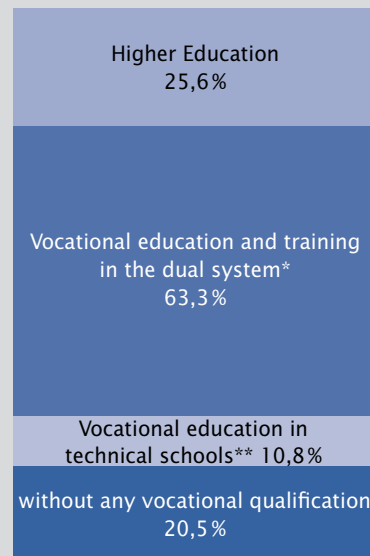 Higher Education
25,6%
Vocational education and training
in the dual system*
63,3%
Vocational education in
technical schools** 10,8%
without any vocational qualification
20,5%